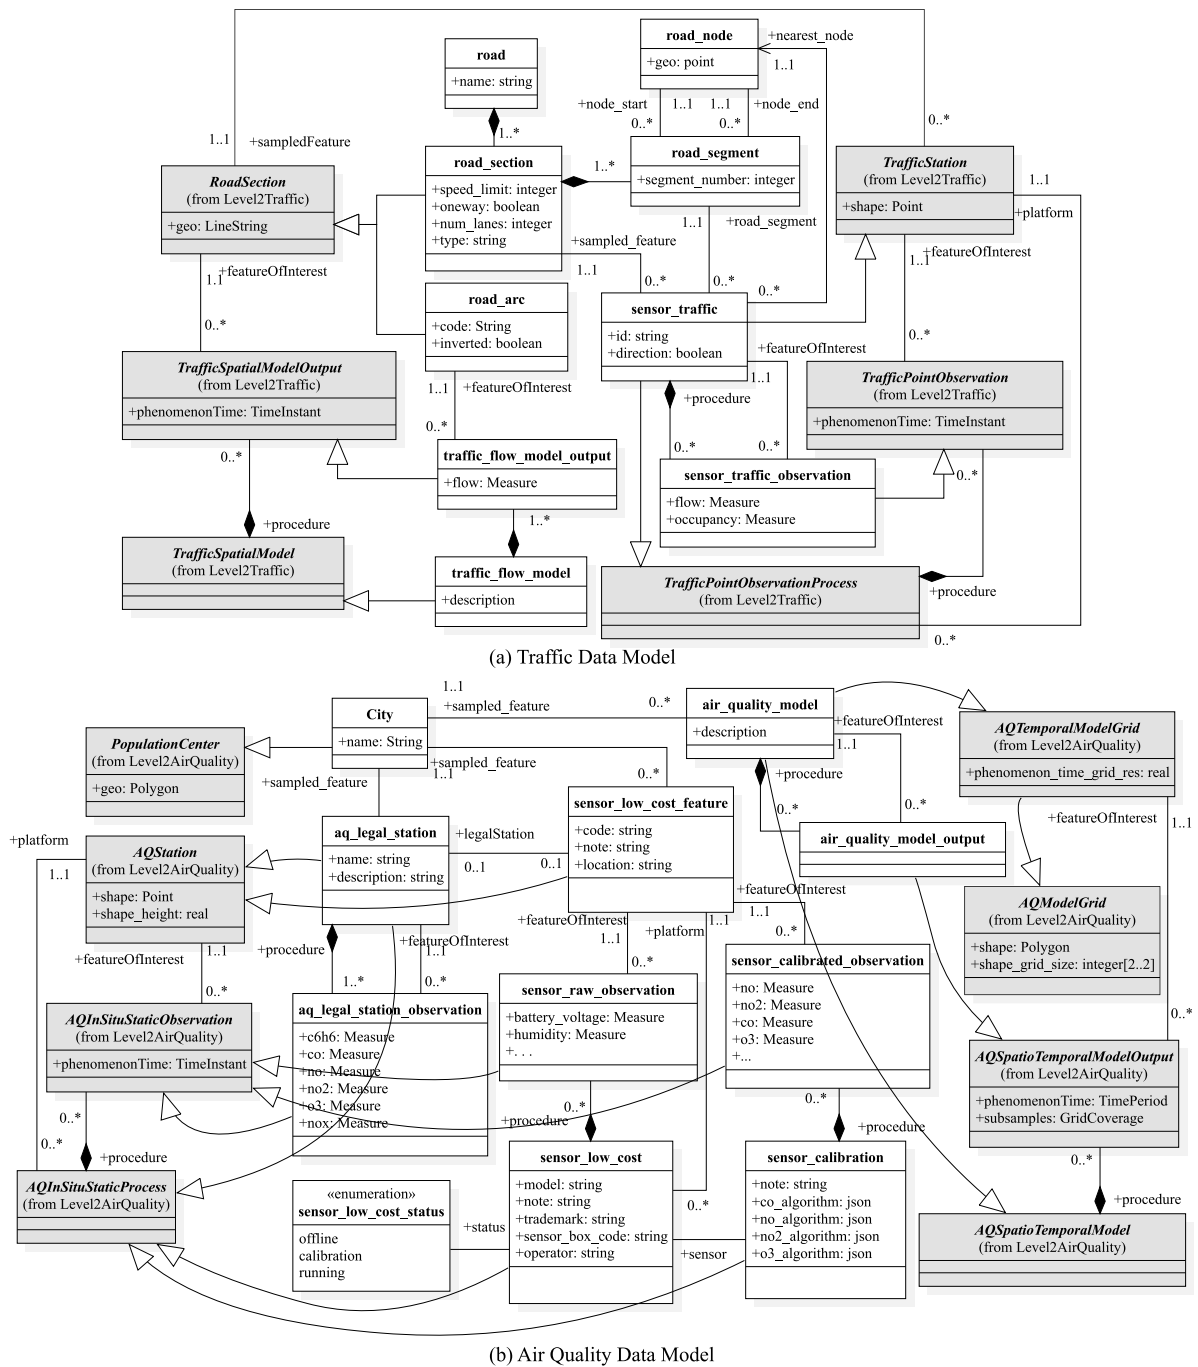 road
+name: string
road_node
+geo: point
+nearest_node
1..1
+node_start
1..1
1..1
+node_end
0..*
0..*
0..*
1..*
1..1
+sampledFeature
RoadSection
(from Level2Traffic)
+geo: LineString
road_section
+speed_limit: integer
+oneway: boolean
+num_lanes: integer
+type: string
1..*
road_segment
+segment_number: integer
TrafficStation
(from Level2Traffic)
+shape: Point
1..1
+platform
1..1
+road_segment
+sampled_feature
1..1
0..*
0..*
0..*
+featureOfInterest
1..1
+featureOfInterest
1..1
0..*
road_arc
+code: String
+inverted: boolean
sensor_traffic
+id: string
+direction: boolean
0..*
+featureOfInterest
1..1
TrafficSpatialModelOutput
(from Level2Traffic)
+phenomenonTime: TimeInstant
1..1
+featureOfInterest
0..*
+procedure
TrafficPointObservation
(from Level2Traffic)
+phenomenonTime: TimeInstant
0..*
0..*
0..*
traffic_flow_model_output
+flow: Measure
sensor_traffic_observation
+flow: Measure
+occupancy: Measure
0..*
1..*
+procedure
TrafficSpatialModel
(from Level2Traffic)
traffic_flow_model
+description
TrafficPointObservationProcess
(from Level2Traffic)
+procedure
0..*
(a) Traffic Data Model
1..1
+sampled_feature
0..*
City
+name: String
air_quality_model
+description
+featureOfInterest
1..1
AQTemporalModelGrid
(from Level2AirQuality)
+phenomenon_time_grid_res: real
PopulationCenter
(from Level2AirQuality)
+geo: Polygon
+sampled_feature
1..1
+sampled_feature
0..*
+procedure
0..*
0..*
+featureOfInterest
1..1
sensor_low_cost_feature
+code: string
+note: string
+location: string
air_quality_model_output
+platform
1..1
AQStation
(from Level2AirQuality)
+shape: Point
+shape_height: real
aq_legal_station
+name: string
+description: string
+legalStation
0..1
0..1
AQModelGrid
(from Level2AirQuality)
+shape: Polygon
+shape_grid_size: integer[2..2]
+featureOfInterest
1..1
0..*
1..1
+featureOfInterest
0..*
+procedure
1..*
+featureOfInterest
1..1
0..*
+featureOfInterest
1..1
0..*
+platform
1..1
sensor_calibrated_observation
+no: Measure
+no2: Measure
+co: Measure
+o3: Measure
+...
sensor_raw_observation
+battery_voltage: Measure
+humidity: Measure
+. . .
AQInSituStaticObservation
(from Level2AirQuality)
+phenomenonTime: TimeInstant
aq_legal_station_observation
+c6h6: Measure
+co: Measure
+no: Measure
+no2: Measure
+o3: Measure
+nox: Measure
0..*
AQSpatioTemporalModelOutput
(from Level2AirQuality)
+phenomenonTime: TimePeriod
+subsamples: GridCoverage
0..*
0..*
+procedure
0..*
+procedure
0..*
+procedure
0..*
AQInSituStaticProcess
(from Level2AirQuality)
«enumeration»
sensor_low_cost_status
offline
calibration
running
+status
sensor_low_cost
+model: string
+note: string
+trademark: string
+sensor_box_code: string
+operator: string
0..*
+sensor
sensor_calibration
+note: string
+co_algorithm: json
+no_algorithm: json
+no2_algorithm: json
+o3_algorithm: json
0..*
+procedure
AQSpatioTemporalModel
(from Level2AirQuality)
(b) Air Quality Data Model